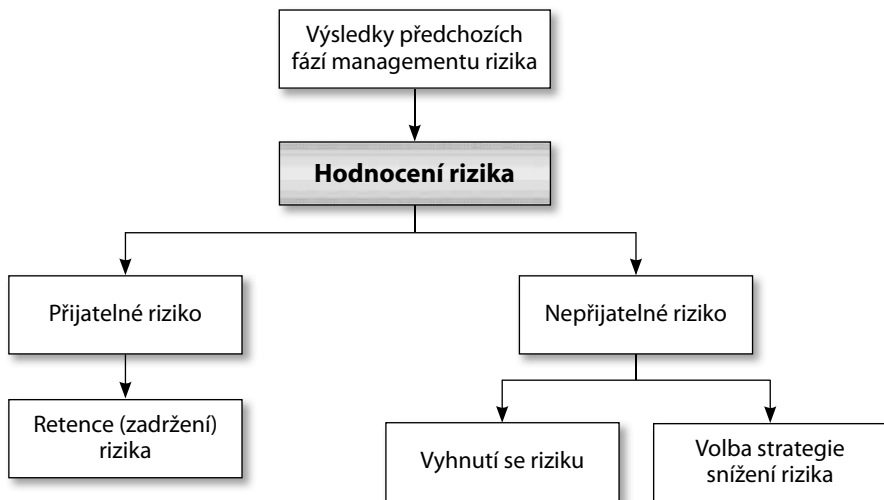 Výsledky předchozích
fází managementu rizika
Hodnocení rizika
Přijatelné riziko
Nepřijatelné riziko
Retence (zadržení)
rizika
Vyhnutí se riziku
Volba strategie
snížení rizika